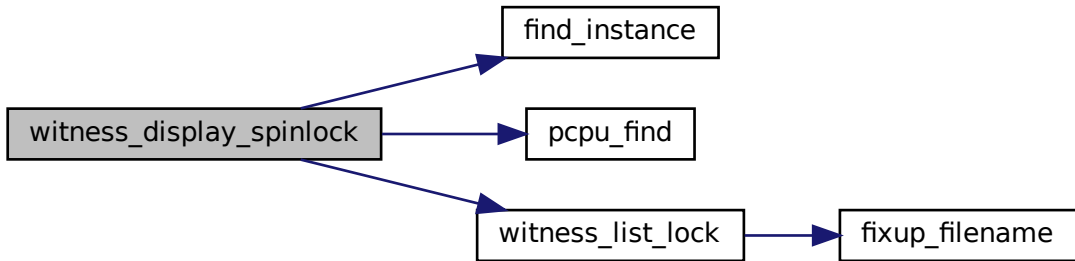 find_instance
witness_display_spinlock
pcpu_find
witness_list_lock
fixup_filename